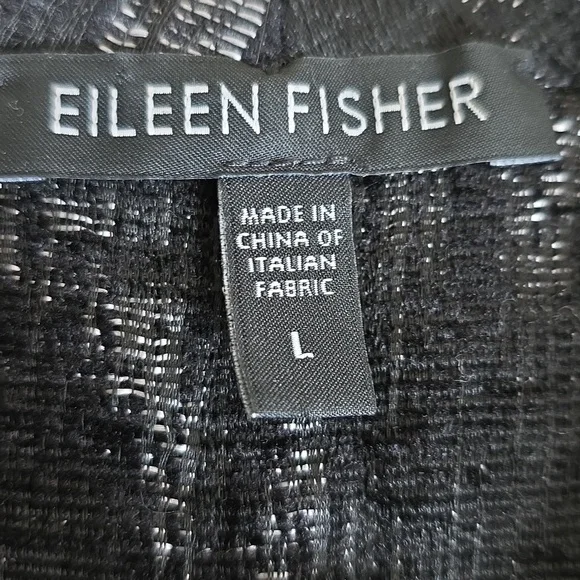 EILEEN FISHER
MADE IN
CHINA OF
ITALIAN
FABRIC
L